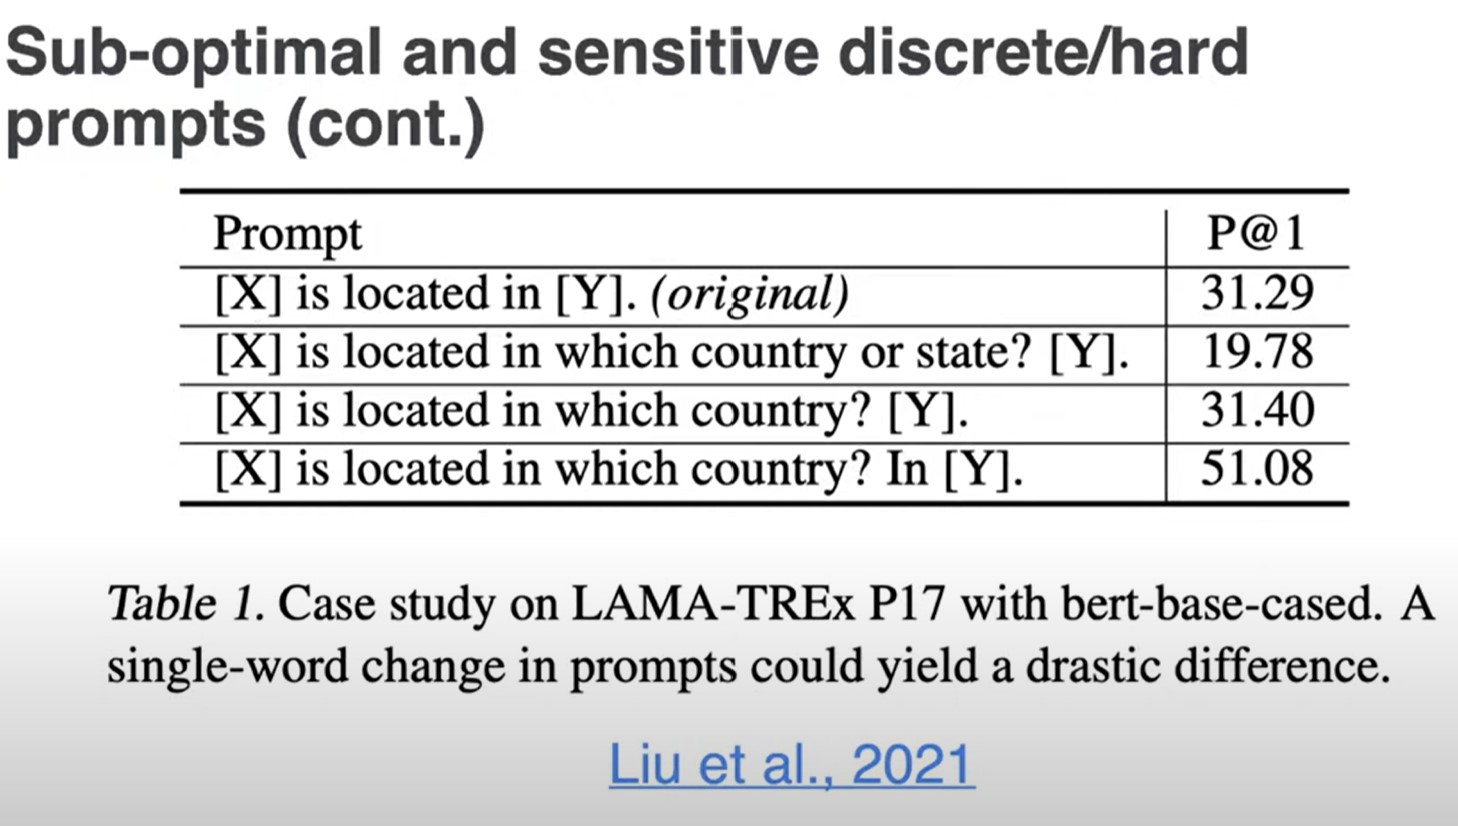 Sub-optimal and sensitive discrete/hard
prompts (cont.)
Prompt P@1
[X] is located in [Y]. (original) 31.29
[X] is located in which country or state? [Y]. 19.78
[X] is located in which country? [Y]. 31.40
[X] is located in which country? In [Y]. 51.08
Table 1. Case study on LAMA-TREx P17 with bert-base-cased. A
single-word change in prompts could yield a drastic difference.
Liu et al., 2021